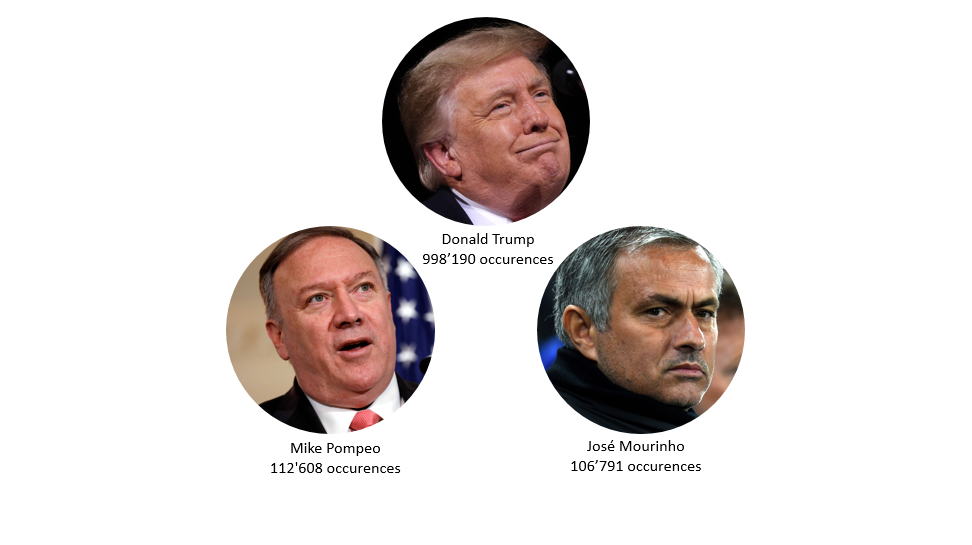 Donald Trump
998’190 occurences
Mike Pompeo
112'608 occurences
José Mourinho
106’791 occurences